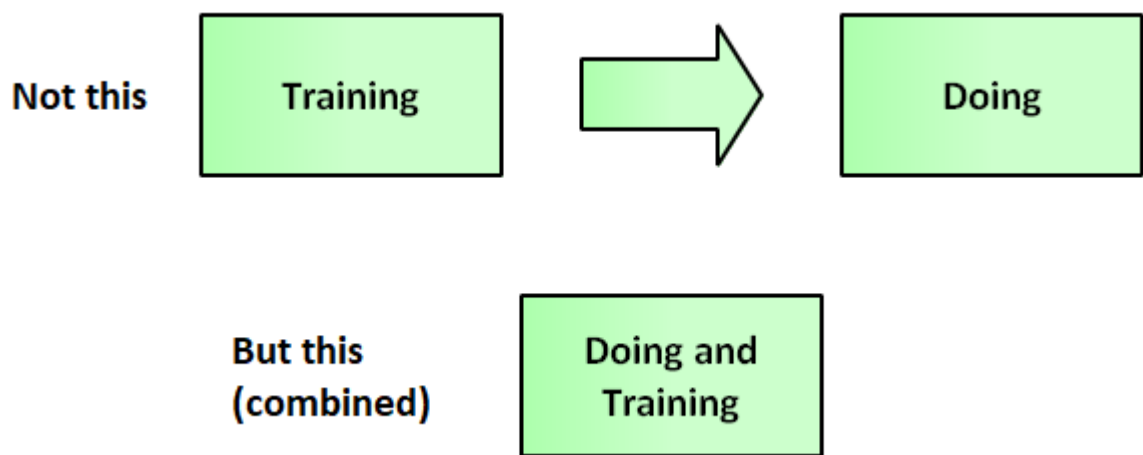 Not this
Training
Doing
But this
(combined)
Doing and
Training